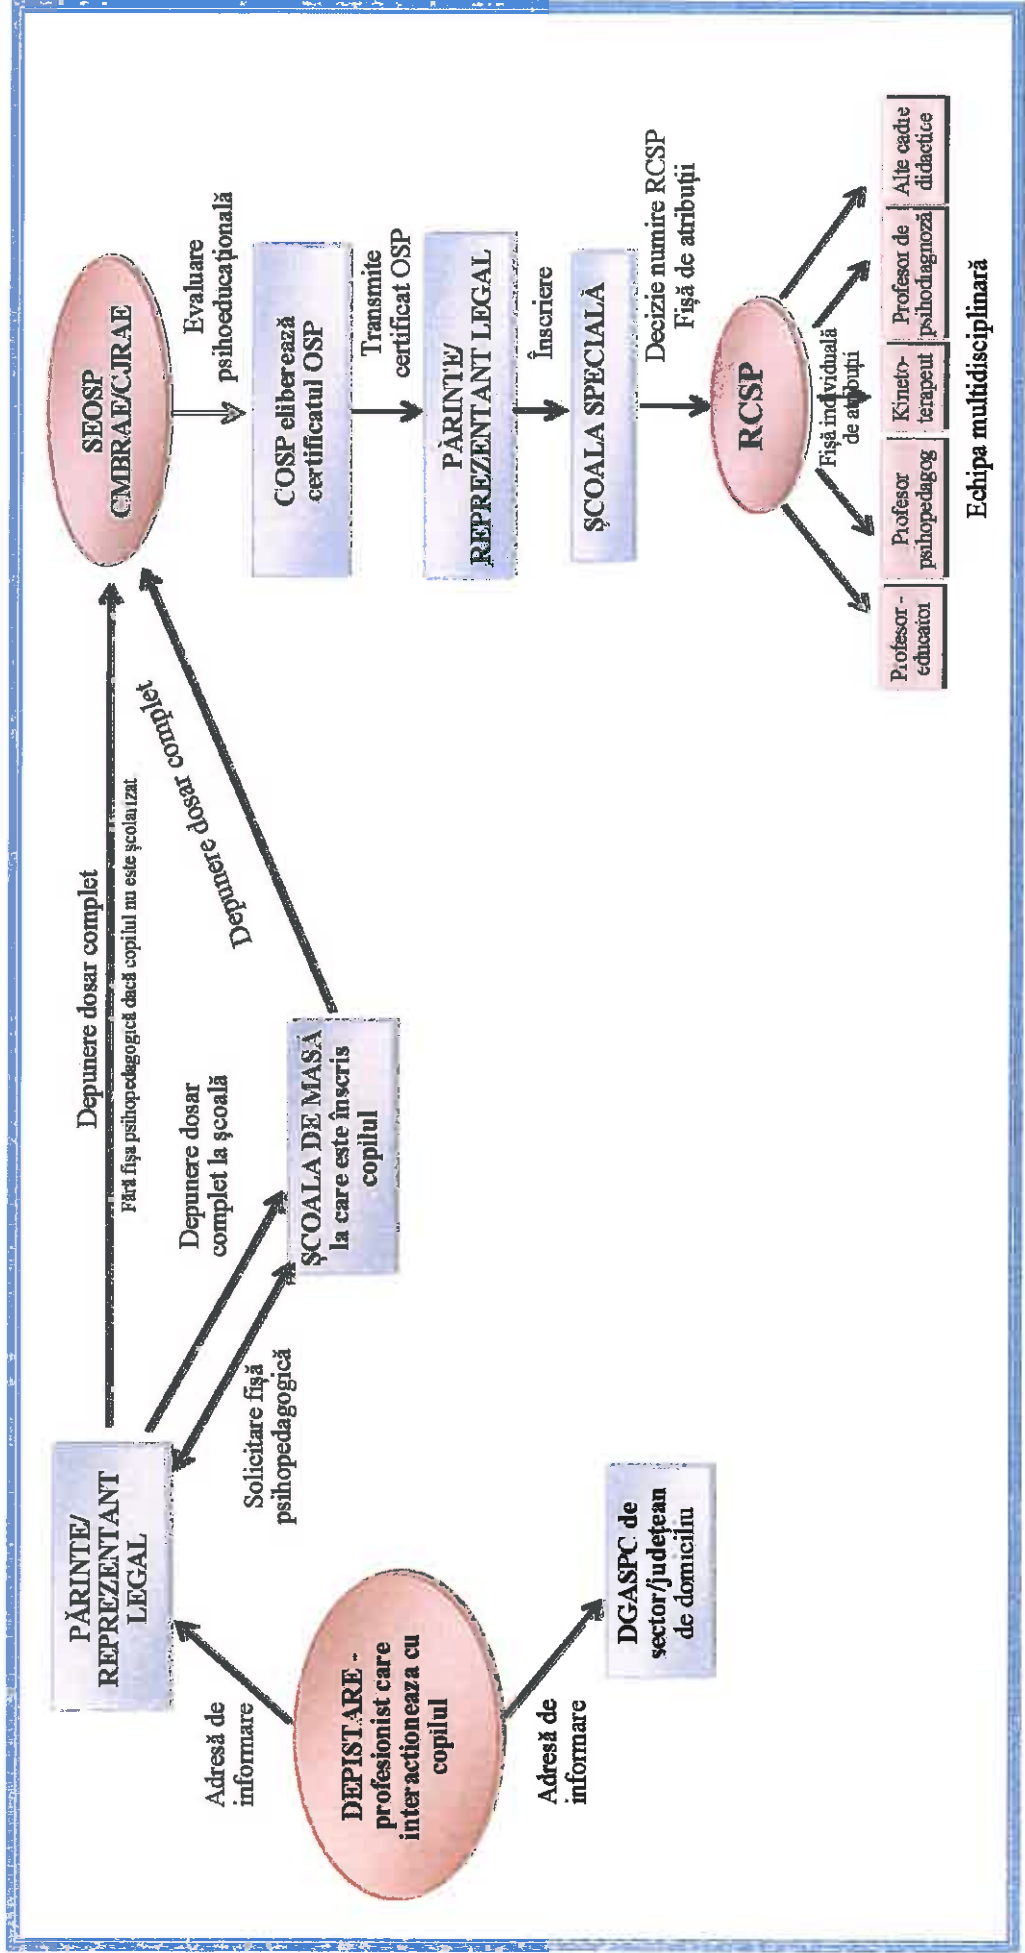 DEPISTARE -
profesionist care
interactioneaza cu
copilul
Adresă de
informare
Adresă de
informare
PĂRINTE/
REPREZENTANT
LEGAL
DGASPC de
sector/județean
de domiciliu
Solicitare fișă
psihopedagogică
Depunere dosar
complet la școală
ȘCOALA DE MASĂ
la care este înscris
copilul
Depunere dosar complet
Fără fișa psihopedagogică dacă copilul nu este școlarizat
Depunere dosar complet
SEOSP
CMBRAE/CJRAE
Evaluare
psihoeducațională
COSP eliberează
certificatul OSP
Transmite
certificat OSP
PĂRINTE/
REPREZENTANT LEGAL
Înscriere
ȘCOALA SPECIALĂ
Decizie numire RCSP
Fișă de atribuții
RCSP
Fișă individuală
de atribuții
Profesor -
educator
Profesor
psihopedagog
Kineto-
terapeut
Profesor de
psihodiagnoză
Alte cadre
didactice
Echipa multidisciplinară